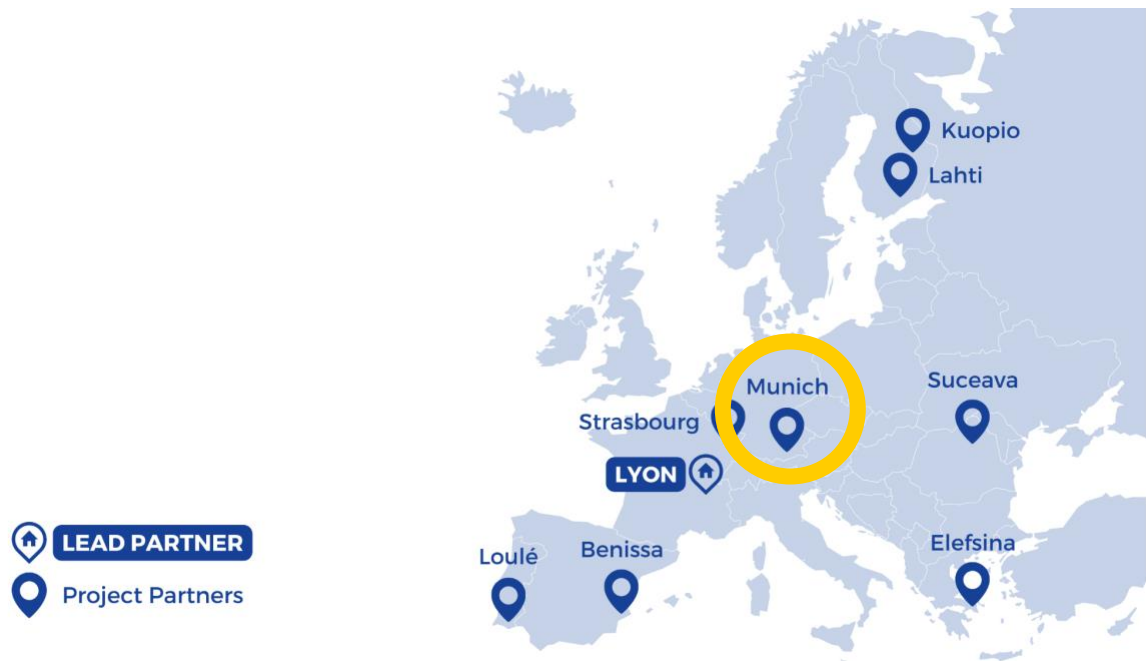 Kuopio
Lahti
Munich
Suceava
Strasbourg
LYON
LEAD PARTNER
Elefsina
Loulé
Benissa
Project Partners